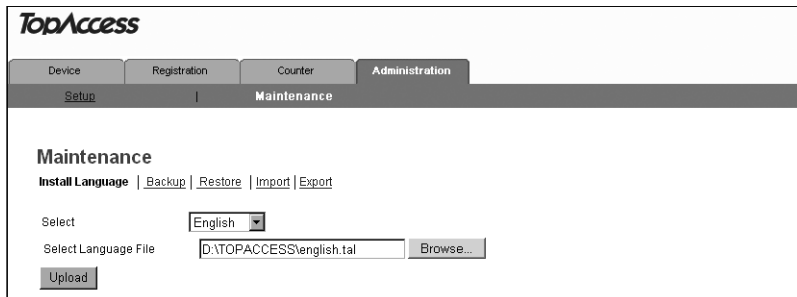 TopAccess
Device Registration Counter Administration
Setup | Maintenance
Maintenance
Install Language | Backup | Restore | Import | Export
Select English
Select Language File D:\TOPACCESS\english.tal Browse...
Upload